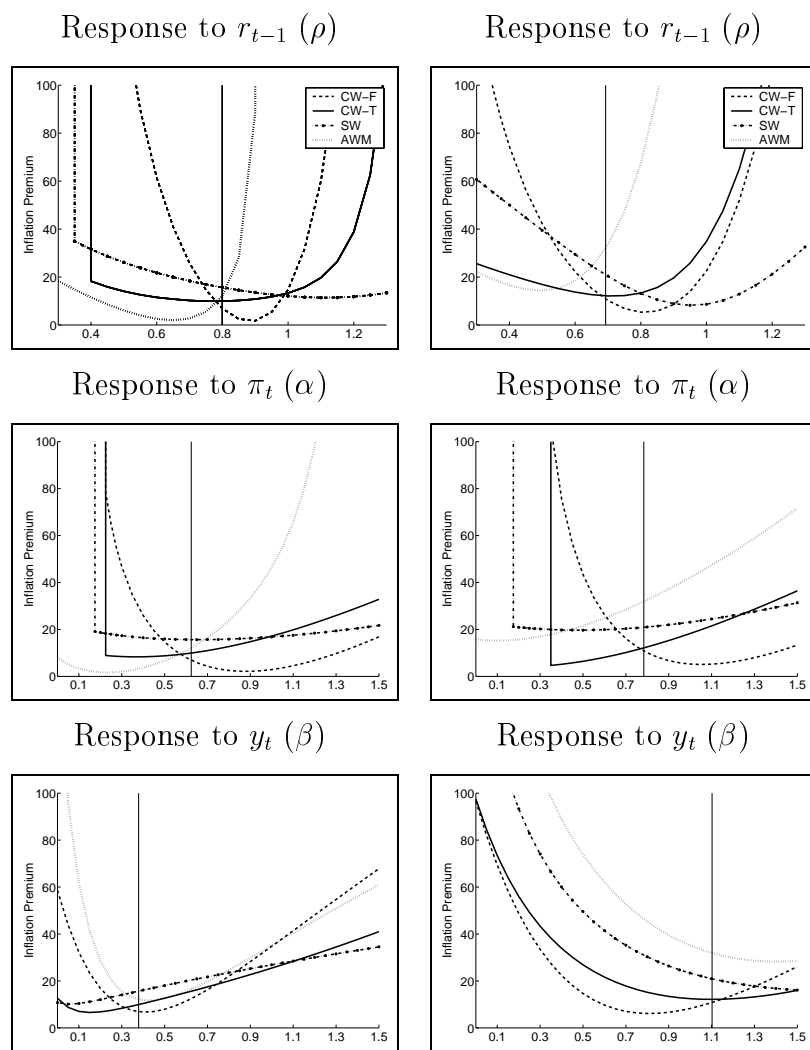 Response to r_{t−1} (ρ)
Response to r_{t−1} (ρ)
100
80
60
40
20
0
Inflation Premium
0.4 0.6 0.8 1 1.2
CW−F
CW−T
SW
AWM
100
80
60
40
20
0
Inflation Premium
0.4 0.6 0.8 1 1.2
CW−F
CW−T
SW
AWM
Response to π_t (α)
Response to π_t (α)
100
80
60
40
20
0
Inflation Premium
0.1 0.3 0.5 0.7 0.9 1.1 1.3 1.5
100
80
60
40
20
0
Inflation Premium
0.1 0.3 0.5 0.7 0.9 1.1 1.3 1.5
Response to y_t (β)
Response to y_t (β)
100
80
60
40
20
0
Inflation Premium
0.1 0.3 0.5 0.7 0.9 1.1 1.3 1.5
100
80
60
40
20
0
Inflation Premium
0.1 0.3 0.5 0.7 0.9 1.1 1.3 1.5